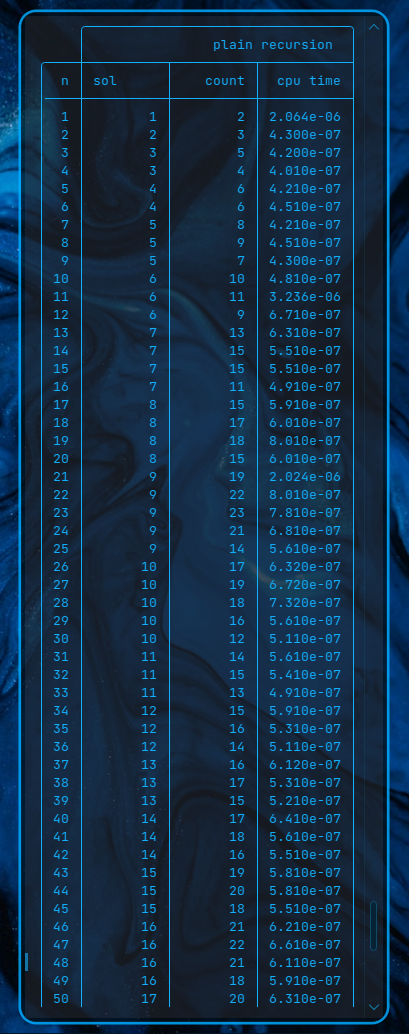 plain recursion
n sol count cpu time
1 1 2 2.064e-06
2 2 3 4.300e-07
3 3 5 4.200e-07
4 3 4 4.010e-07
5 4 6 4.210e-07
6 4 6 4.510e-07
7 5 8 4.210e-07
8 5 9 4.510e-07
9 5 7 4.300e-07
10 6 10 4.810e-07
11 6 11 3.236e-06
12 6 9 6.710e-07
13 7 13 6.310e-07
14 7 15 5.510e-07
15 7 15 5.510e-07
16 7 11 4.910e-07
17 8 15 5.910e-07
18 8 17 6.010e-07
19 8 18 8.010e-07
20 8 15 6.010e-07
21 9 19 2.024e-06
22 9 22 8.010e-07
23 9 23 7.810e-07
24 9 21 6.810e-07
25 9 14 5.610e-07
26 10 17 6.320e-07
27 10 19 6.720e-07
28 10 18 7.320e-07
29 10 16 5.610e-07
30 10 12 5.110e-07
31 11 14 5.610e-07
32 11 15 5.410e-07
33 11 13 4.910e-07
34 12 15 5.910e-07
35 12 16 5.310e-07
36 12 14 5.110e-07
37 13 16 6.120e-07
38 13 17 5.310e-07
39 13 15 5.210e-07
40 14 17 6.410e-07
41 14 18 5.610e-07
42 14 16 5.510e-07
43 15 19 5.810e-07
44 15 20 5.810e-07
45 15 18 5.510e-07
46 16 21 6.210e-07
47 16 22 6.610e-07
48 16 21 6.110e-07
49 16 18 5.910e-07
50 17 20 6.310e-07